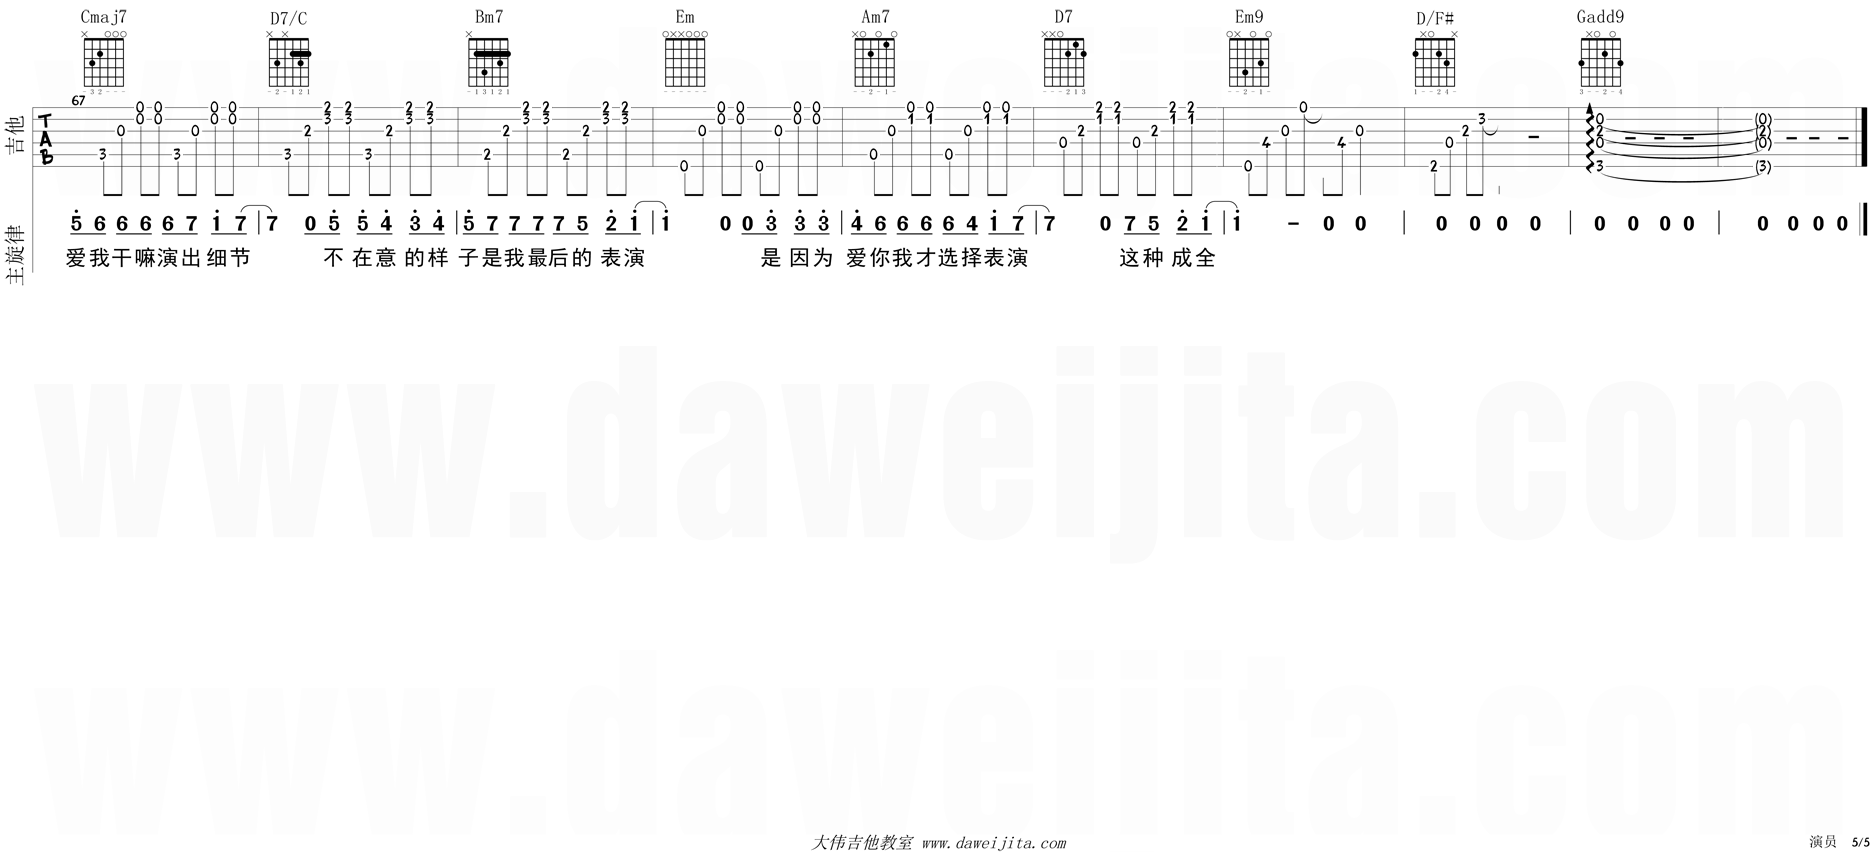 Cmaj7 D7/C Bm7 Em Am7 D7 Em9 D/F# Gadd9
67
吉他
TAB
主旋律
5 6 6 6 6 7 1 7 | 7 0 5 5 4 3 4 | 5 7 7 7 7 5 2 1 | 1 0 0 3 3 3 | 4 6 6 6 6 4 1 7 | 7 0 7 5 2 1 | 1 - 0 0 | 0 0 0 0 | 0 0 0 0 | 0 0 0 0
爱我干嘛演出细节 不在意的样子是我最后的表演 是因为爱你我才选择表演 这种成全
www.daweijita.com
www.daweijita.com
www.daweijita.com
大伟吉他教室 www.daweijita.com
演员 5/5